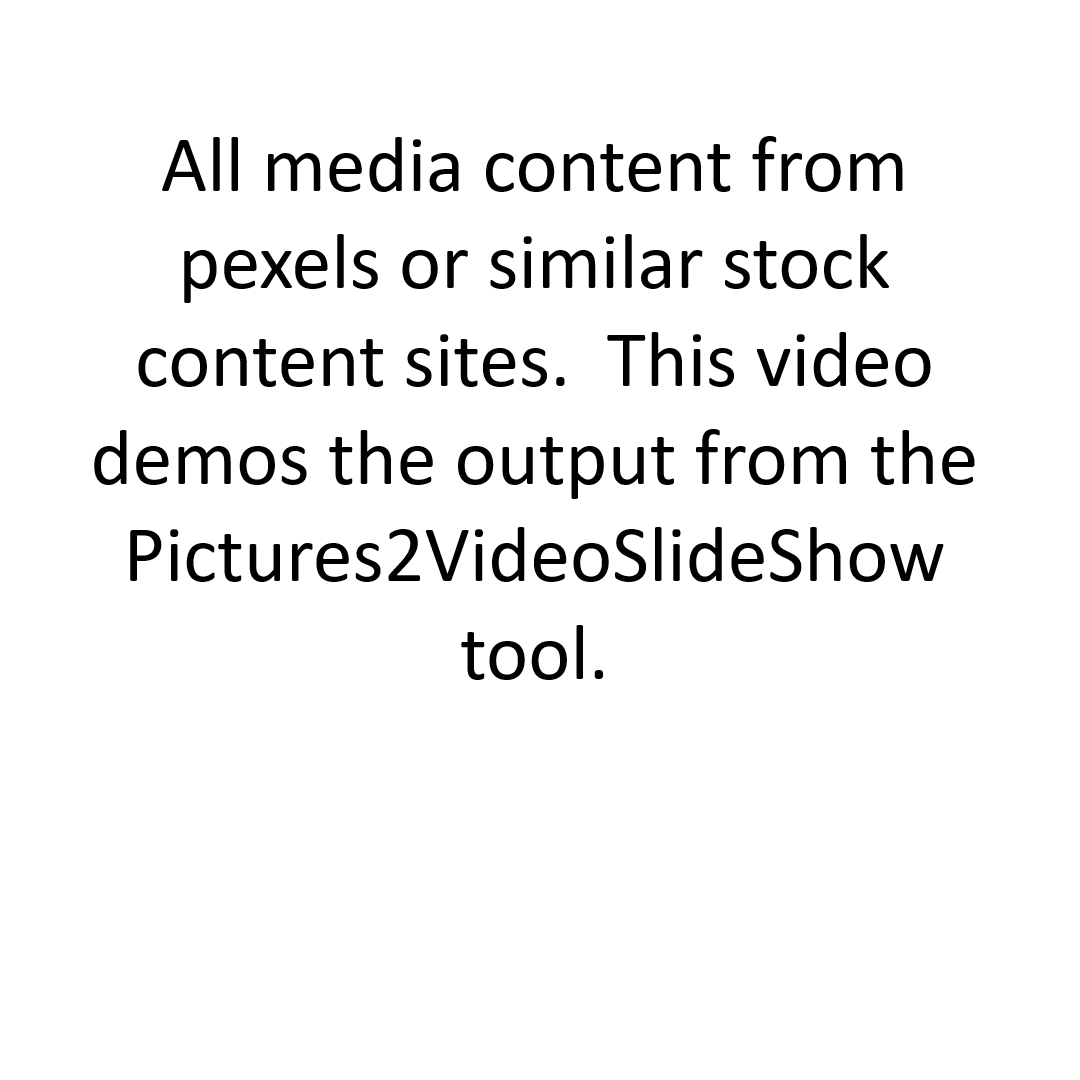 All media content from
pexels or similar stock
content sites.  This video
demos the output from the
Pictures2VideoSlideShow
tool.